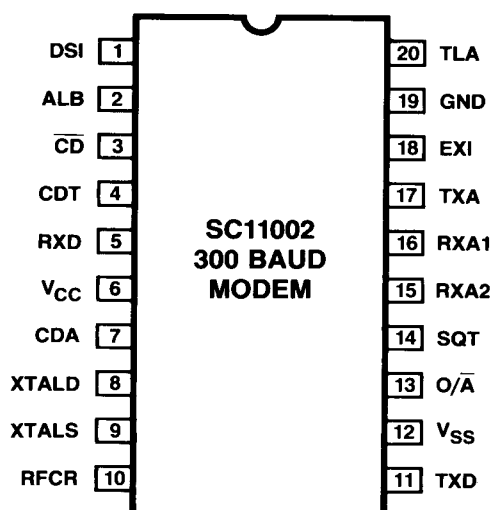 DSI 1
ALB 2
C̅D̅ 3
CDT 4
RXD 5
VCC 6
CDA 7
XTALD 8
XTALS 9
RFCR 10
SC11002
300 BAUD
MODEM
20 TLA
19 GND
18 EXI
17 TXA
16 RXA1
15 RXA2
14 SQT
13 O/A̅
12 VSS
11 TXD